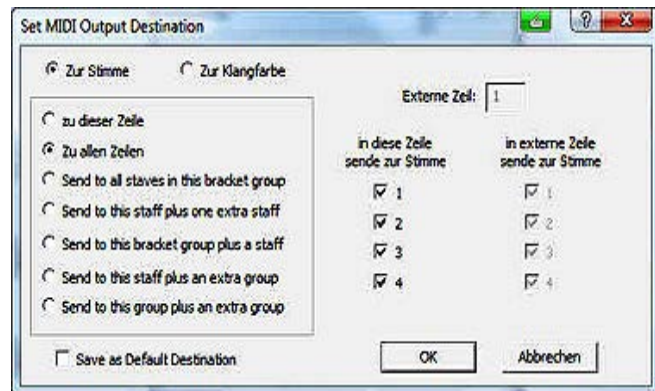 Set MIDI Output Destination
Zur Stimme Zur Klangfarbe
Externe Zeil: 1
zu dieser Zeile
Zu allen Zeilen
Send to all staves in this bracket group
Send to this staff plus one extra staff
Send to this bracket group plus a staff
Send to this staff plus an extra group
Send to this group plus an extra group
in diese Zeile
sende zur Stimme
1
2
3
4
in externe Zeile
sende zur Stimme
1
2
3
4
Save as Default Destination
OK Abbrechen